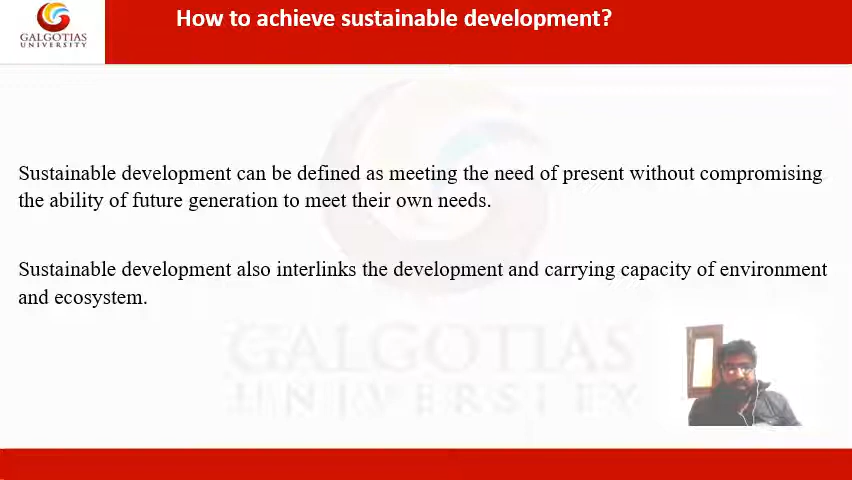 GALGOTIAS
UNIVERSITY
How to achieve sustainable development?
Sustainable development can be defined as meeting the need of present without compromising
the ability of future generation to meet their own needs.
Sustainable development also interlinks the development and carrying capacity of environment
and ecosystem.
GALGOTIAS
UNIVERSITY